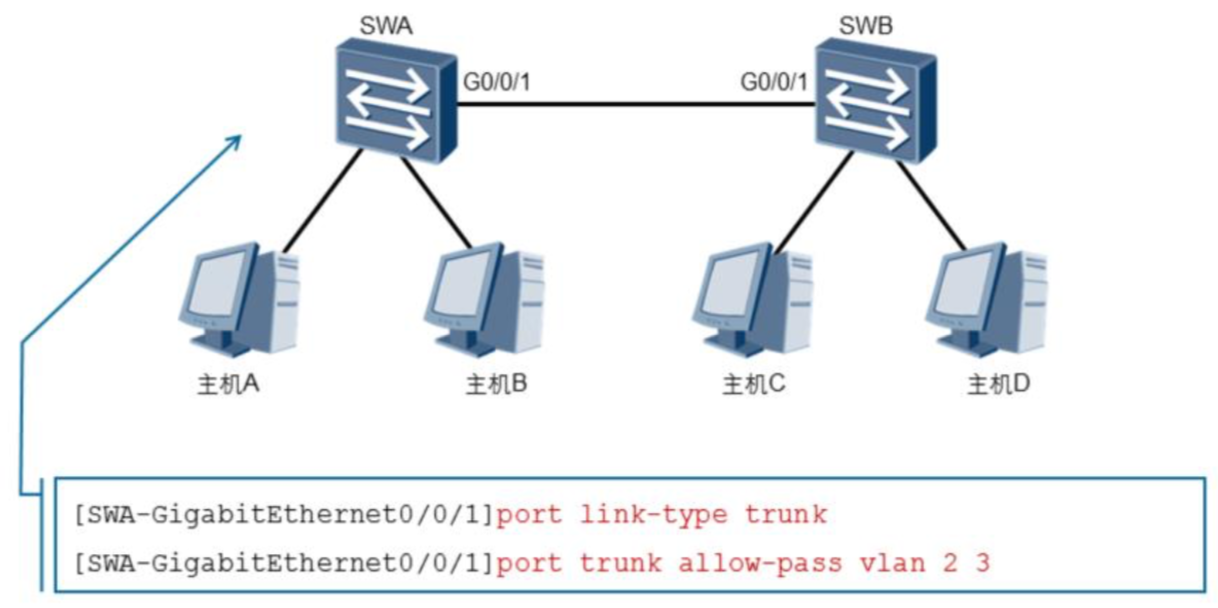 SWA
SWB
G0/0/1
G0/0/1
主机A
主机B
主机C
主机D
[SWA-GigabitEthernet0/0/1]port link-type trunk
[SWA-GigabitEthernet0/0/1]port trunk allow-pass vlan 2 3